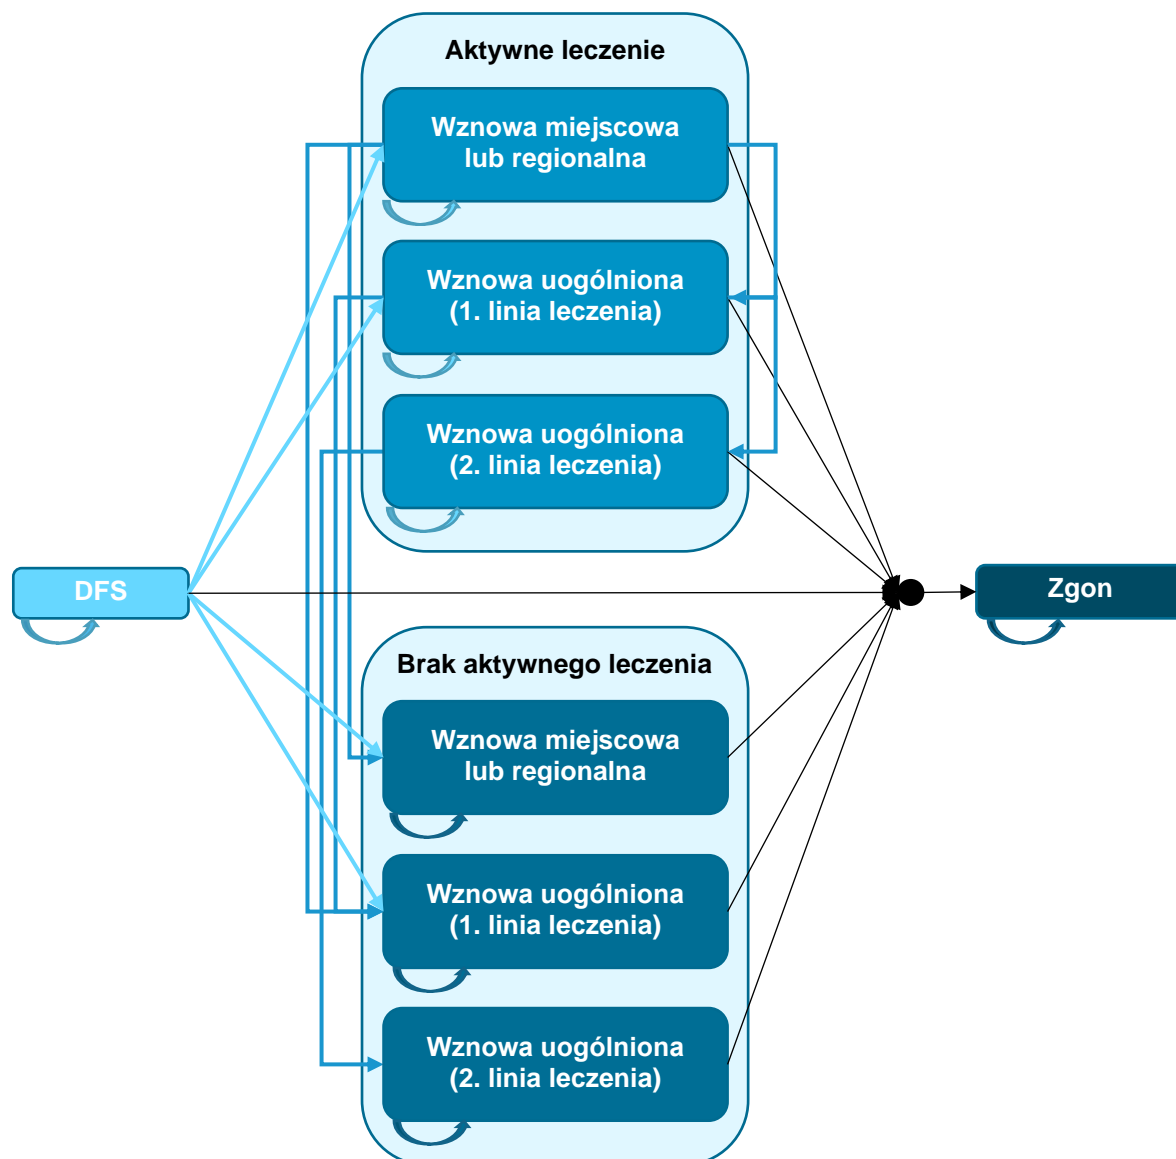 Aktywne leczenie
Wznowa miejscowa
lub regionalna
Wznowa uogólniona
(1. linia leczenia)
Wznowa uogólniona
(2. linia leczenia)
DFS
Zgon
Brak aktywnego leczenia
Wznowa miejscowa
lub regionalna
Wznowa uogólniona
(1. linia leczenia)
Wznowa uogólniona
(2. linia leczenia)